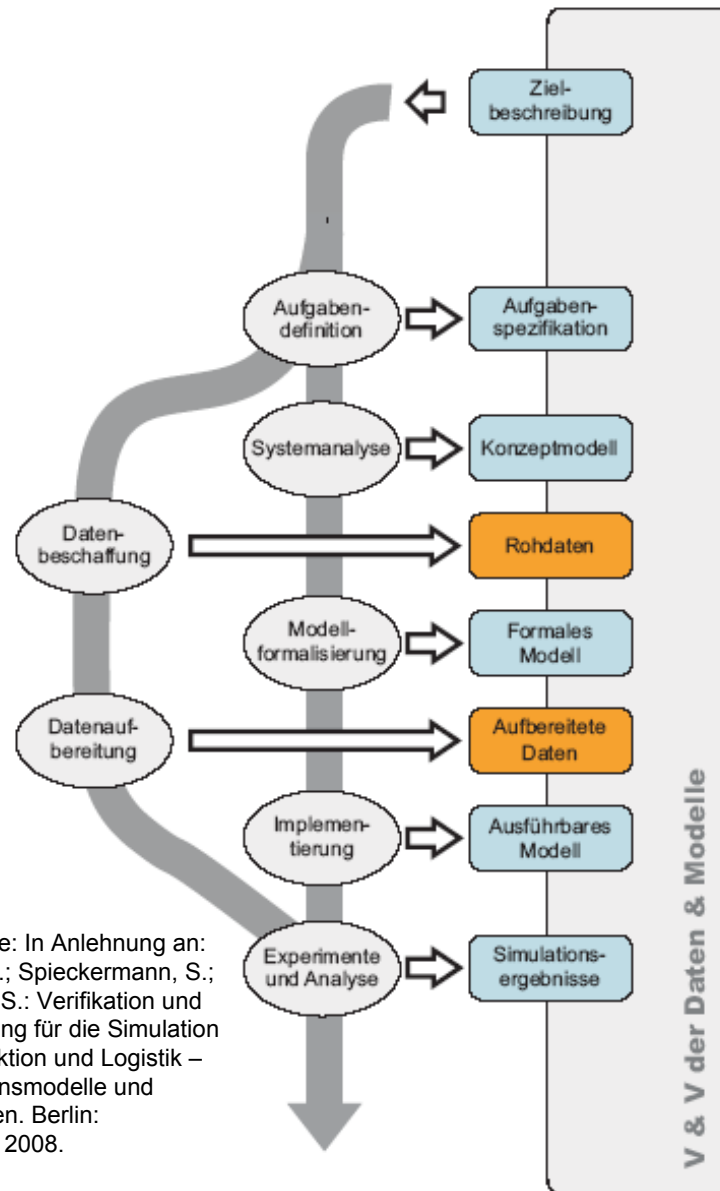 Ziel-
beschreibung
Aufgaben-
definition
Aufgaben-
spezifikation
Systemanalyse
Konzeptmodell
Daten-
beschaffung
Rohdaten
Modell-
formalisierung
Formales
Modell
Datenauf-
bereitung
Aufbereitete
Daten
Implemen-
tierung
Ausführbares
Modell
Experimente
und Analyse
Simulations-
ergebnisse
e: In Anlehnung an:
.; Spieckermann, S.;
S.: Verifikation und
ng für die Simulation
ktion und Logistik –
nsmodelle und
en. Berlin:
2008.
V & V der Daten & Modelle